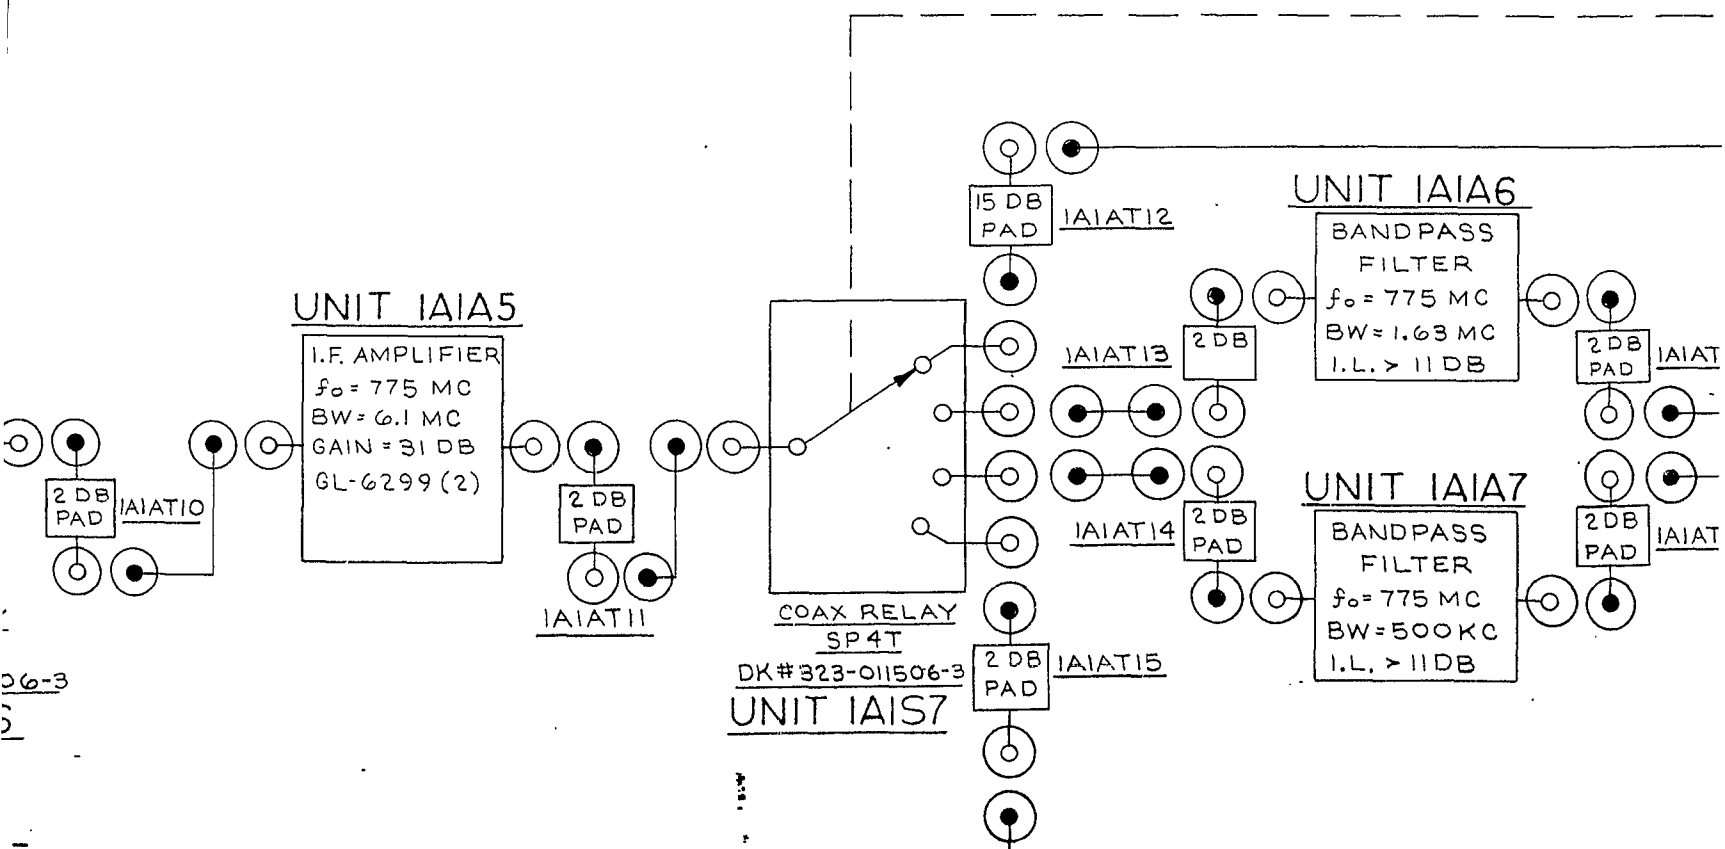 15 DB
PAD
1A1AT12
UNIT 1A1A6
BANDPASS
FILTER
fo = 775 MC
BW = 1.63 MC
I.L. > 11 DB
UNIT 1A1A5
I.F. AMPLIFIER
fo = 775 MC
BW = 6.1 MC
GAIN = 31 DB
GL-6299 (2)
1A1AT13
2 DB
2 DB
PAD
1A1AT
2 DB
PAD
1A1AT10
2 DB
PAD
1A1AT11
1A1AT14
2 DB
PAD
UNIT 1A1A7
BANDPASS
FILTER
fo = 775 MC
BW = 500 KC
I.L. > 11 DB
2 DB
PAD
1A1AT
COAX RELAY
SP4T
DK#323-011506-3
UNIT 1A1S7
2 DB
PAD
1A1AT15
06-3